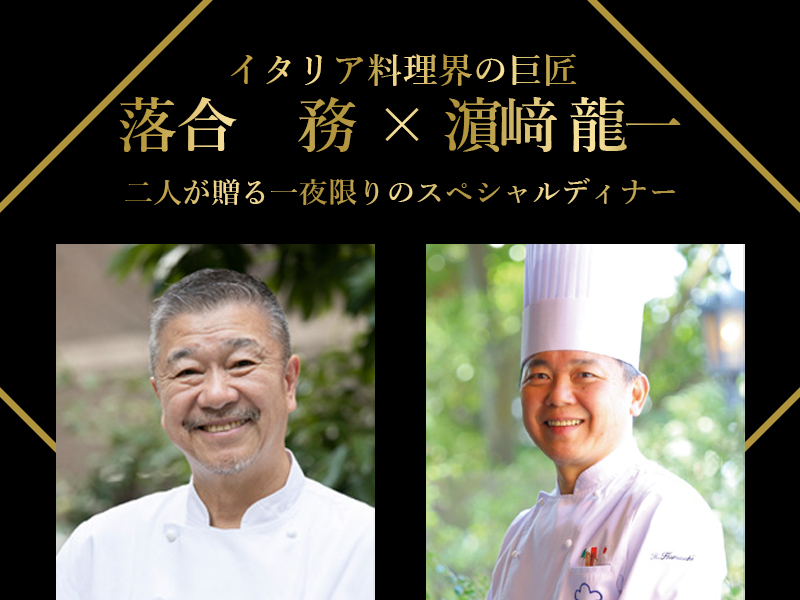 イタリア料理界の巨匠
落合　務 × 濵﨑 龍一
二人が贈る一夜限りのスペシャルディナー